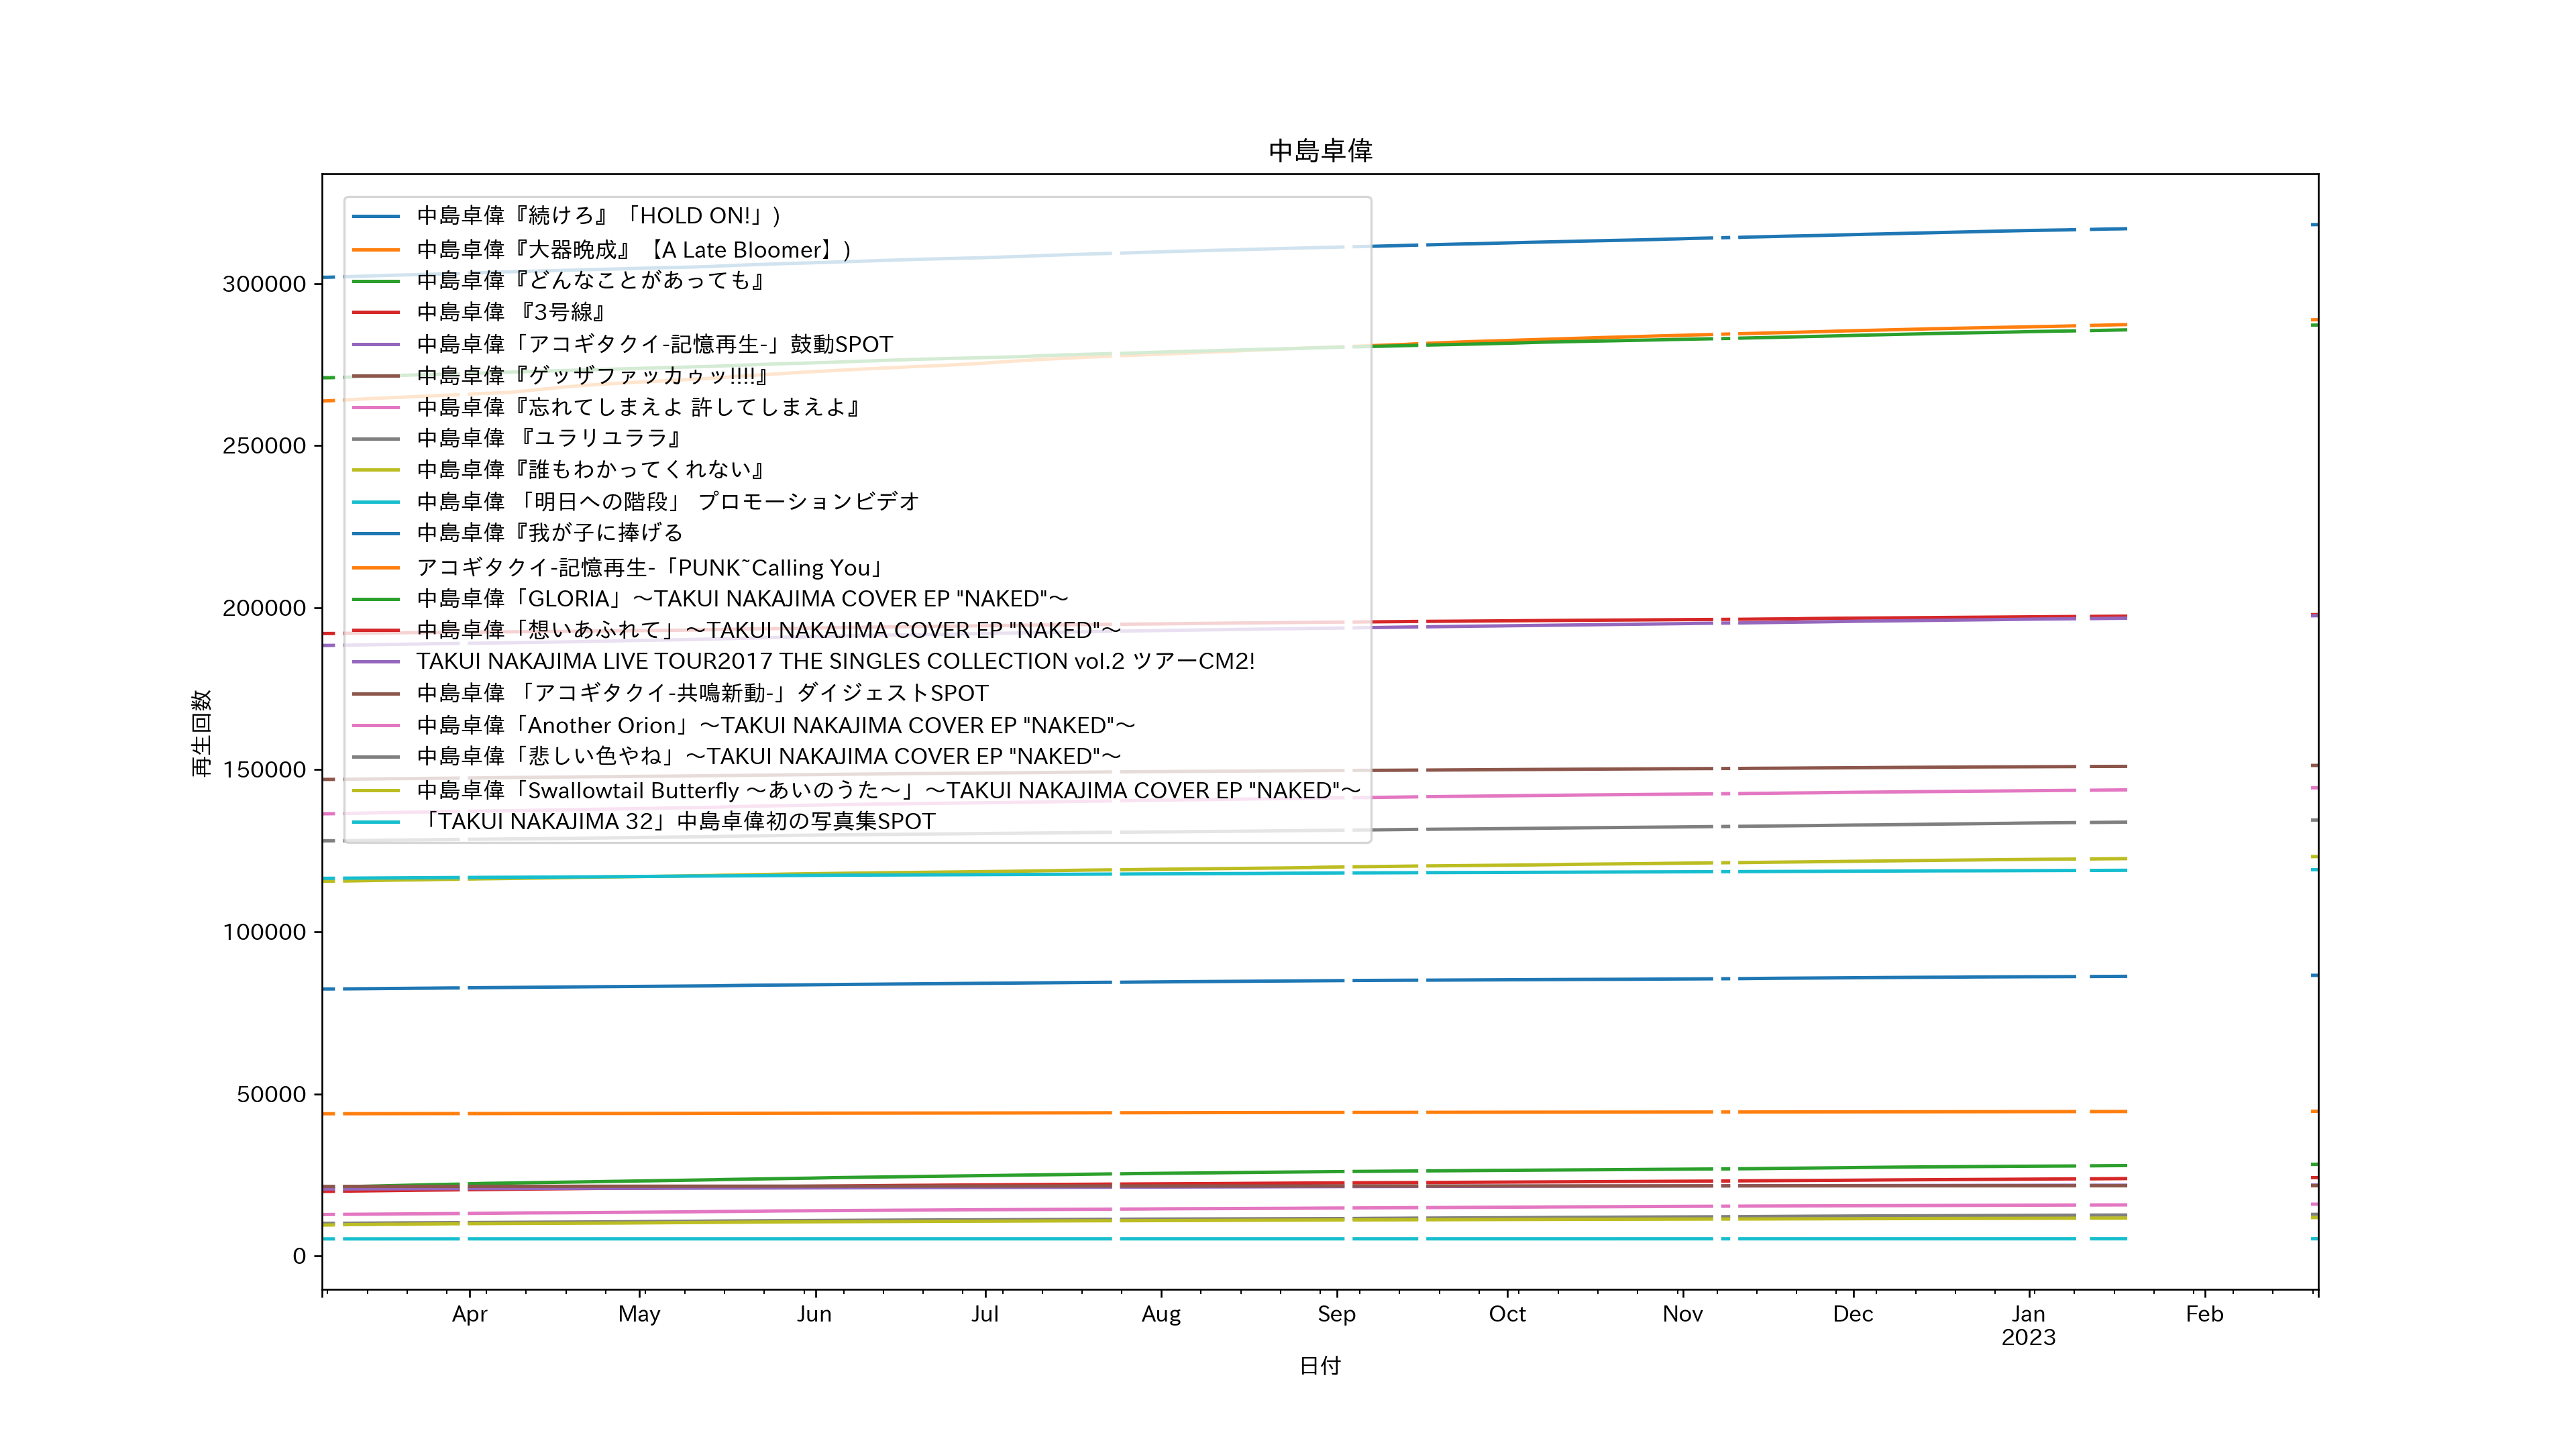 中島卓偉
中島卓偉『続けろ』「HOLD ON!」)
中島卓偉『大器晩成』【A Late Bloomer】)
中島卓偉『どんなことがあっても』
中島卓偉 『3号線』
中島卓偉「アコギタクイ-記憶再生-」鼓動SPOT
中島卓偉『ゲッザファッカゥッ!!!!』
中島卓偉『忘れてしまえよ 許してしまえよ』
中島卓偉 『ユラリユララ』
中島卓偉『誰もわかってくれない』
中島卓偉 「明日への階段」 プロモーションビデオ
中島卓偉『我が子に捧げる
アコギタクイ-記憶再生-「PUNK~Calling You」
中島卓偉「GLORIA」～TAKUI NAKAJIMA COVER EP "NAKED"～
中島卓偉「想いあふれて」～TAKUI NAKAJIMA COVER EP "NAKED"～
TAKUI NAKAJIMA LIVE TOUR2017 THE SINGLES COLLECTION vol.2 ツアーCM2!
中島卓偉 「アコギタクイ-共鳴新動-」ダイジェストSPOT
中島卓偉「Another Orion」～TAKUI NAKAJIMA COVER EP "NAKED"～
中島卓偉「悲しい色やね」～TAKUI NAKAJIMA COVER EP "NAKED"～
中島卓偉「Swallowtail Butterfly ～あいのうた～」～TAKUI NAKAJIMA COVER EP "NAKED"～
「TAKUI NAKAJIMA 32」中島卓偉初の写真集SPOT
再生回数
300000
250000
200000
150000
100000
50000
0
Apr May Jun Jul Aug Sep Oct Nov Dec Jan Feb
2023
日付